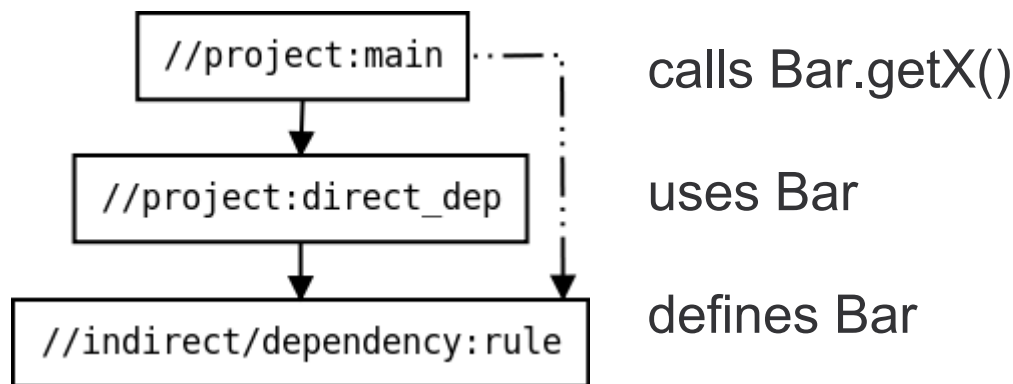 //project:main
calls Bar.getX()
//project:direct_dep
uses Bar
//indirect/dependency:rule
defines Bar